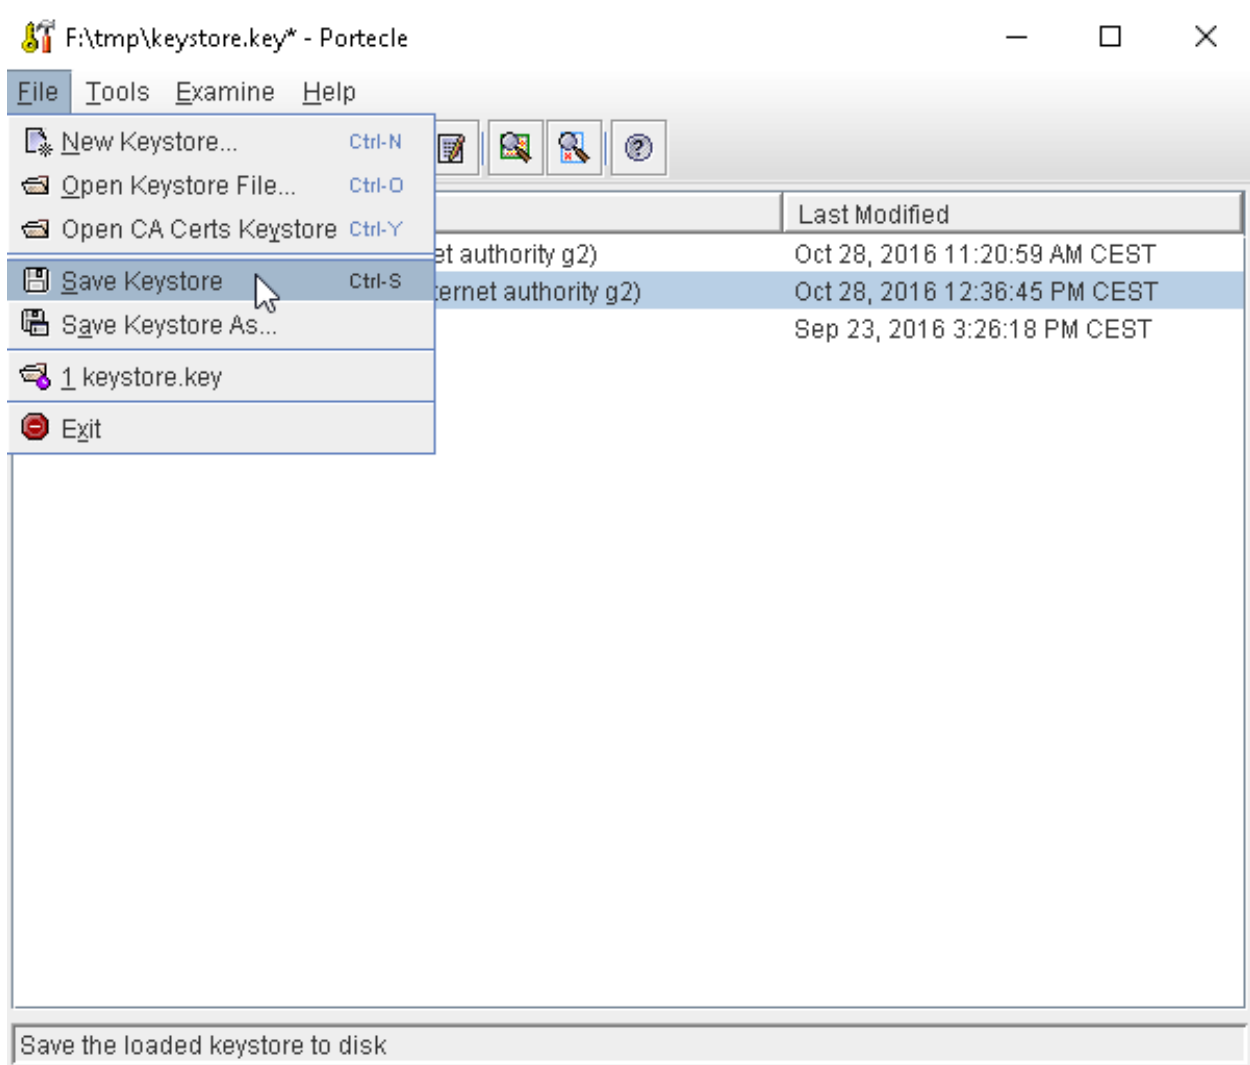 F:\tmp\keystore.key* - Portecle
File Tools Examine Help
New Keystore... Ctrl-N
Open Keystore File... Ctrl-O
Open CA Certs Keystore Ctrl-Y
Save Keystore Ctrl-S
Save Keystore As...
1 keystore.key
Exit
Last Modified
et authority g2) Oct 28, 2016 11:20:59 AM CEST
ernet authority g2) Oct 28, 2016 12:36:45 PM CEST
Sep 23, 2016 3:26:18 PM CEST
Save the loaded keystore to disk